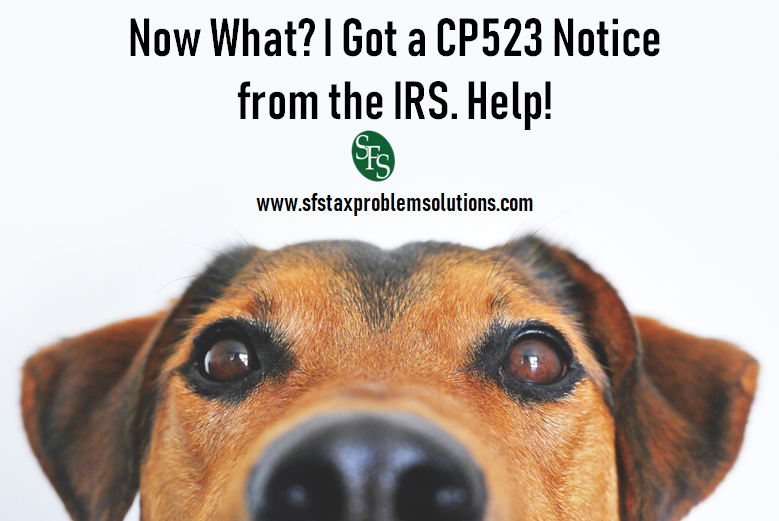 Now What? I Got a CP523 Notice
from the IRS. Help!
SFS
www.sfstaxproblemsolutions.com